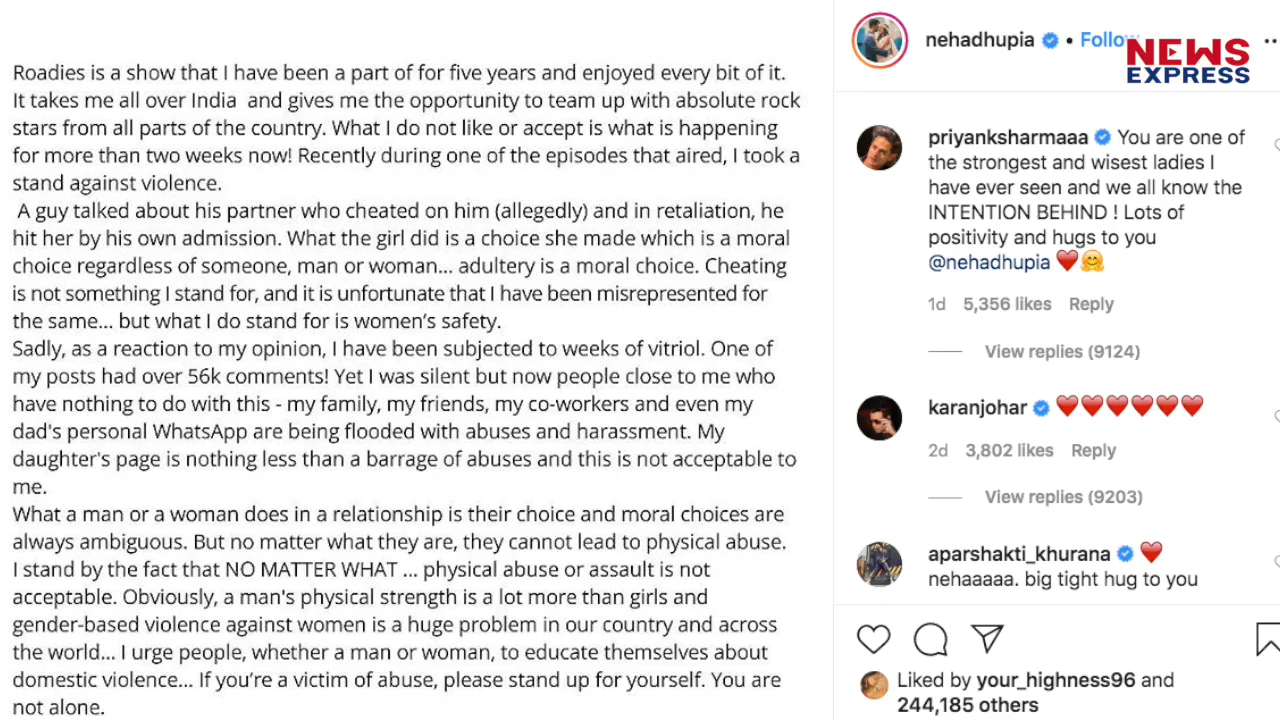 Roadies is a show that I have been a part of for five years and enjoyed every bit of it.
It takes me all over India and gives me the opportunity to team up with absolute rock
stars from all parts of the country. What I do not like or accept is what is happening
for more than two weeks now! Recently during one of the episodes that aired, I took a
stand against violence.
A guy talked about his partner who cheated on him (allegedly) and in retaliation, he
hit her by his own admission. What the girl did is a choice she made which is a moral
choice regardless of someone, man or woman... adultery is a moral choice. Cheating
is not something I stand for, and it is unfortunate that I have been misrepresented for
the same... but what I do stand for is women's safety.
Sadly, as a reaction to my opinion, I have been subjected to weeks of vitriol. One of
my posts had over 56k comments! Yet I was silent but now people close to me who
have nothing to do with this - my family, my friends, my co-workers and even my
dad's personal WhatsApp are being flooded with abuses and harassment. My
daughter's page is nothing less than a barrage of abuses and this is not acceptable to
me.
What a man or a woman does in a relationship is their choice and moral choices are
always ambiguous. But no matter what they are, they cannot lead to physical abuse.
I stand by the fact that NO MATTER WHAT ... physical abuse or assault is not
acceptable. Obviously, a man's physical strength is a lot more than girls and
gender-based violence against women is a huge problem in our country and across
the world... I urge people, whether a man or woman, to educate themselves about
domestic violence... If you're a victim of abuse, please stand up for yourself. You are
not alone.
nehadhupia • Follow
NEWS
EXPRESS
priyanksharmaaa You are one of
the strongest and wisest ladies I
have ever seen and we all know the
INTENTION BEHIND ! Lots of
positivity and hugs to you
@nehadhupia ❤️🤗
1d 5,356 likes Reply
View replies (9124)
karanjohar ❤️❤️❤️❤️❤️❤️
2d 3,802 likes Reply
View replies (9203)
aparshakti_khurana ❤️
nehaaaaa. big tight hug to you
Liked by your_highness96 and
244,185 others